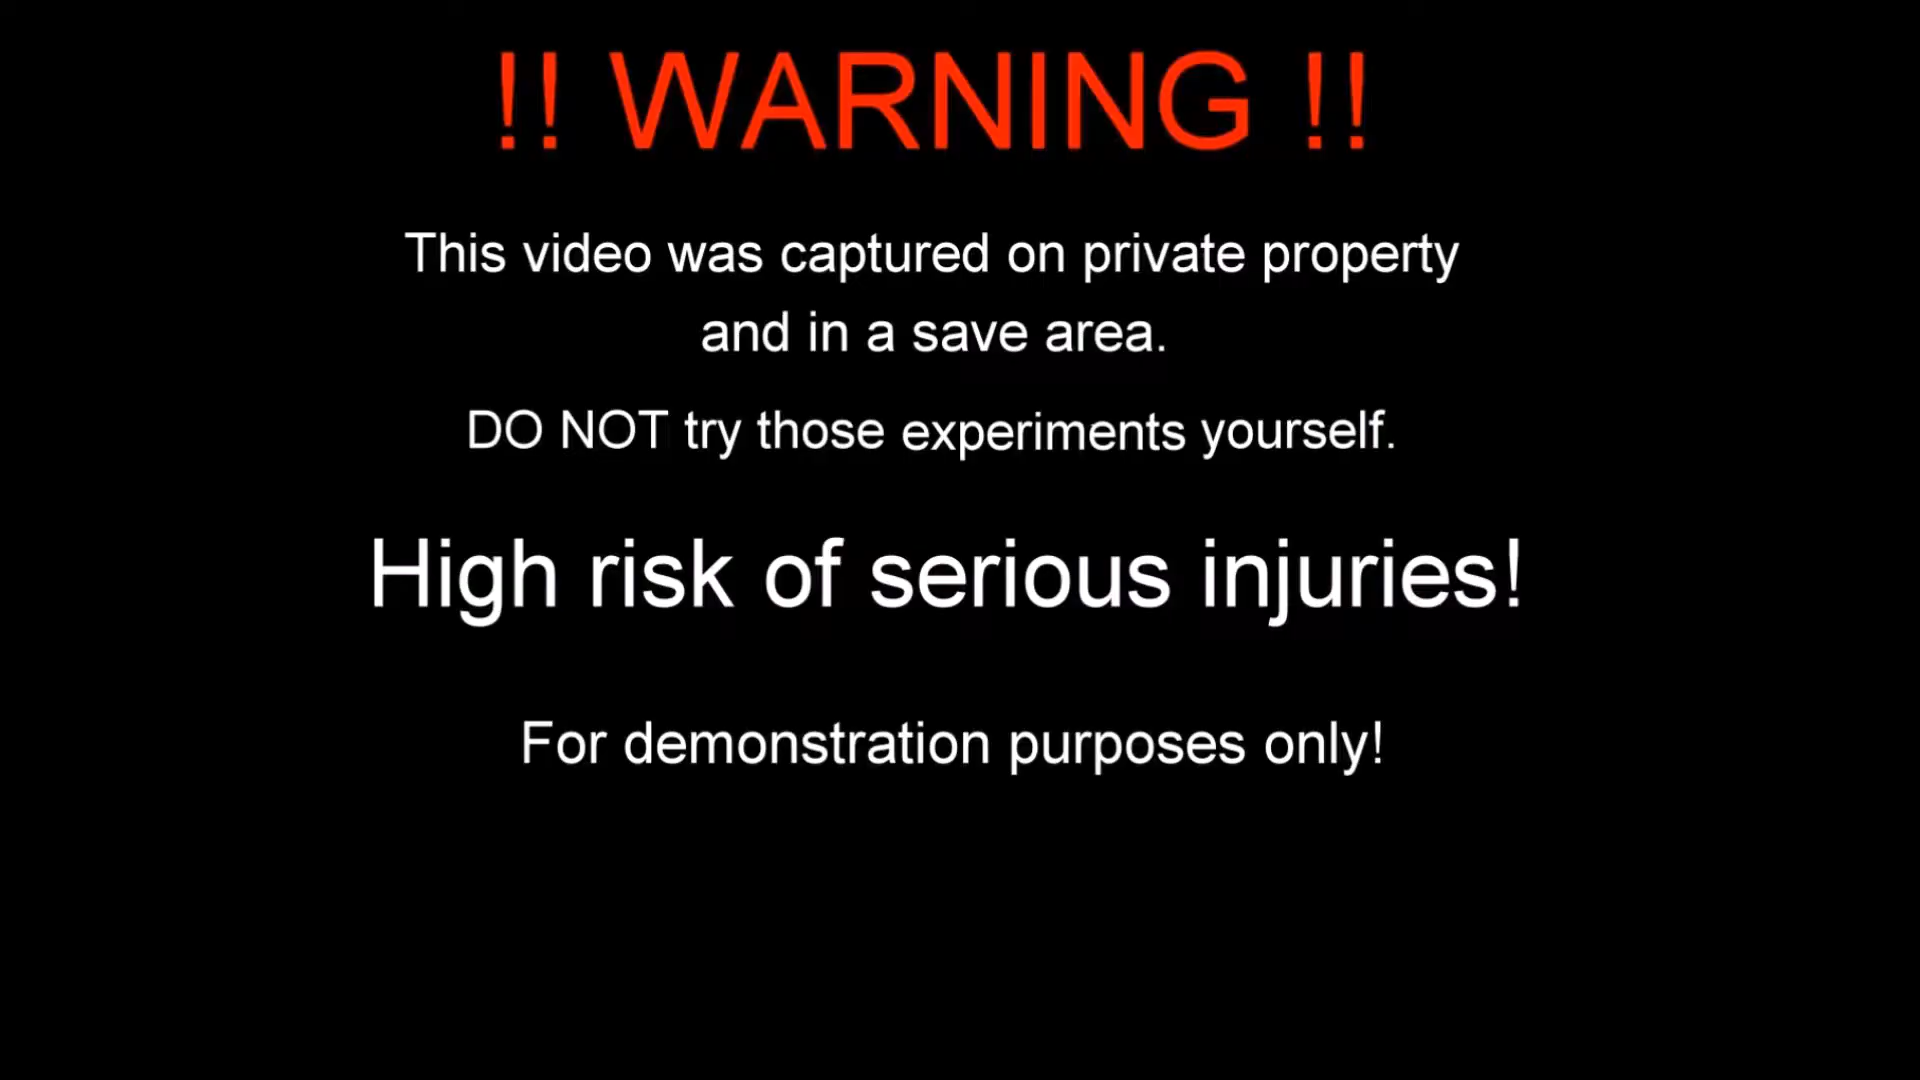 !! WARNING !!
This video was captured on private property
and in a save area.
DO NOT try those experiments yourself.
High risk of serious injuries!
For demonstration purposes only!